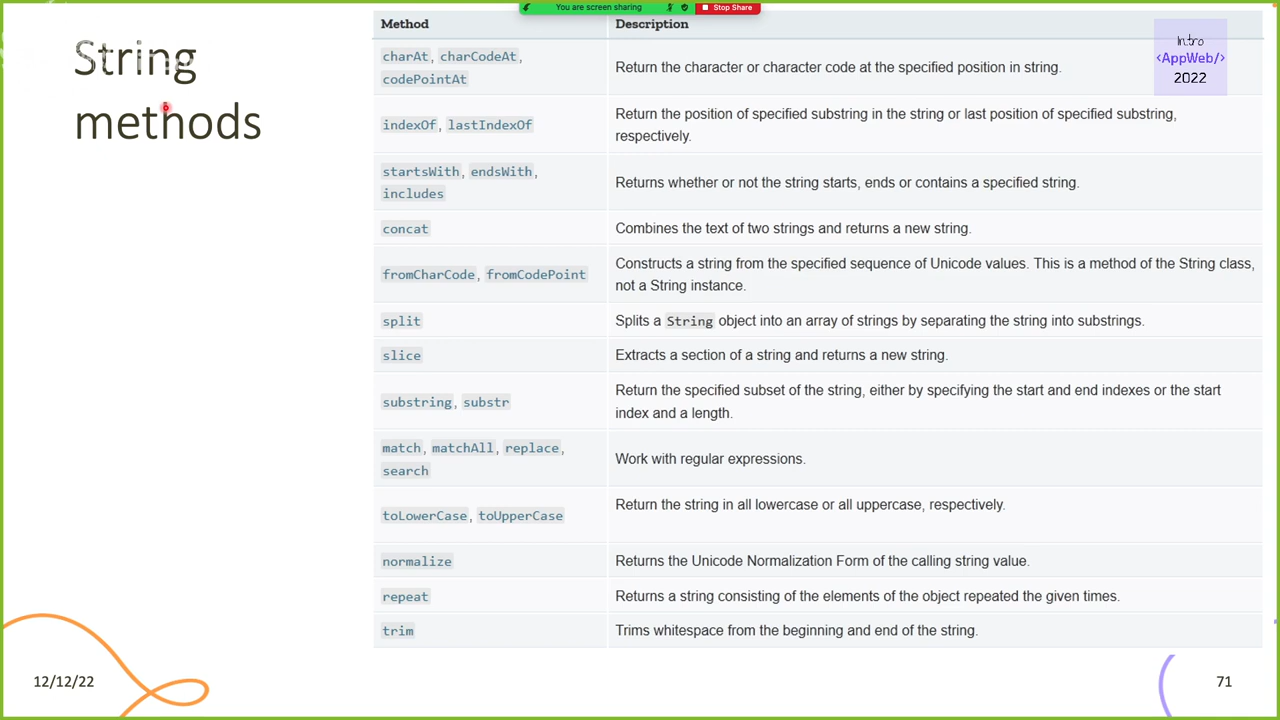 You are screen sharing
Stop Share
String
methods
Intro
<AppWeb/>
2022
Method Description
charAt, charCodeAt,
codePointAt
Return the character or character code at the specified position in string.
indexOf, lastIndexOf
Return the position of specified substring in the string or last position of specified substring,
respectively.
startsWith, endsWith,
includes
Returns whether or not the string starts, ends or contains a specified string.
concat
Combines the text of two strings and returns a new string.
fromCharCode, fromCodePoint
Constructs a string from the specified sequence of Unicode values. This is a method of the String class,
not a String instance.
split
Splits a String object into an array of strings by separating the string into substrings.
slice
Extracts a section of a string and returns a new string.
substring, substr
Return the specified subset of the string, either by specifying the start and end indexes or the start
index and a length.
match, matchAll, replace,
search
Work with regular expressions.
toLowerCase, toUpperCase
Return the string in all lowercase or all uppercase, respectively.
normalize
Returns the Unicode Normalization Form of the calling string value.
repeat
Returns a string consisting of the elements of the object repeated the given times.
trim
Trims whitespace from the beginning and end of the string.
12/12/22
71